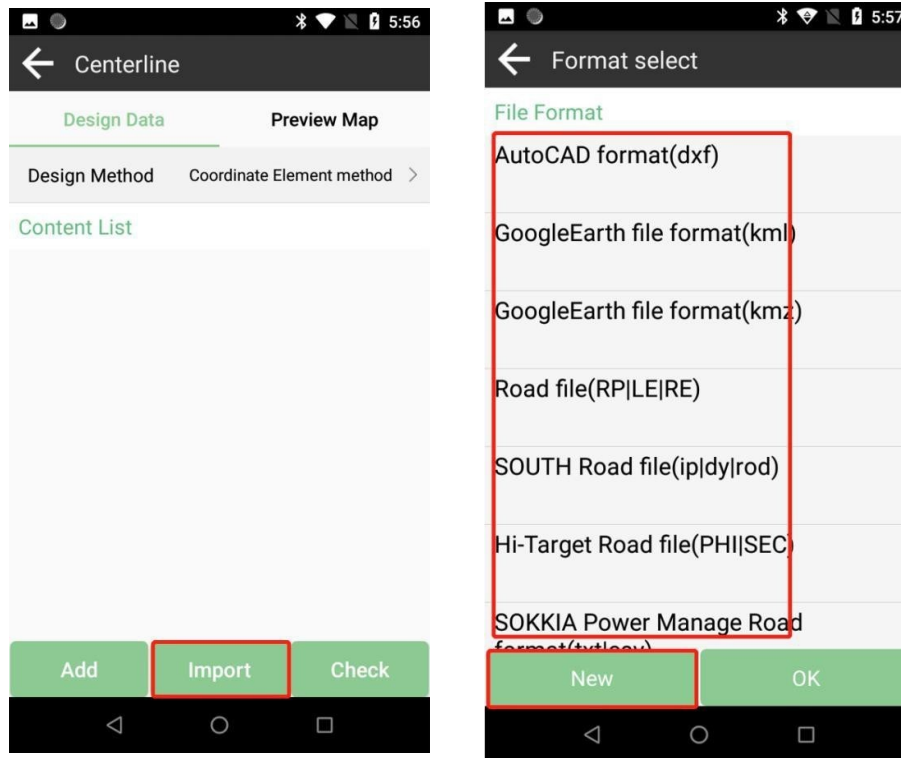 5:56
Centerline
Design Data
Preview Map
Design Method
Coordinate Element method
Content List
Add
Import
Check
5:57
Format select
File Format
AutoCAD format(dxf)
GoogleEarth file format(kml)
GoogleEarth file format(kmz)
Road file(RP|LE|RE)
SOUTH Road file(ip|dy|rod)
Hi-Target Road file(PHI|SEC)
SOKKIA Power Manage Road
format(txt|csv)
New
OK